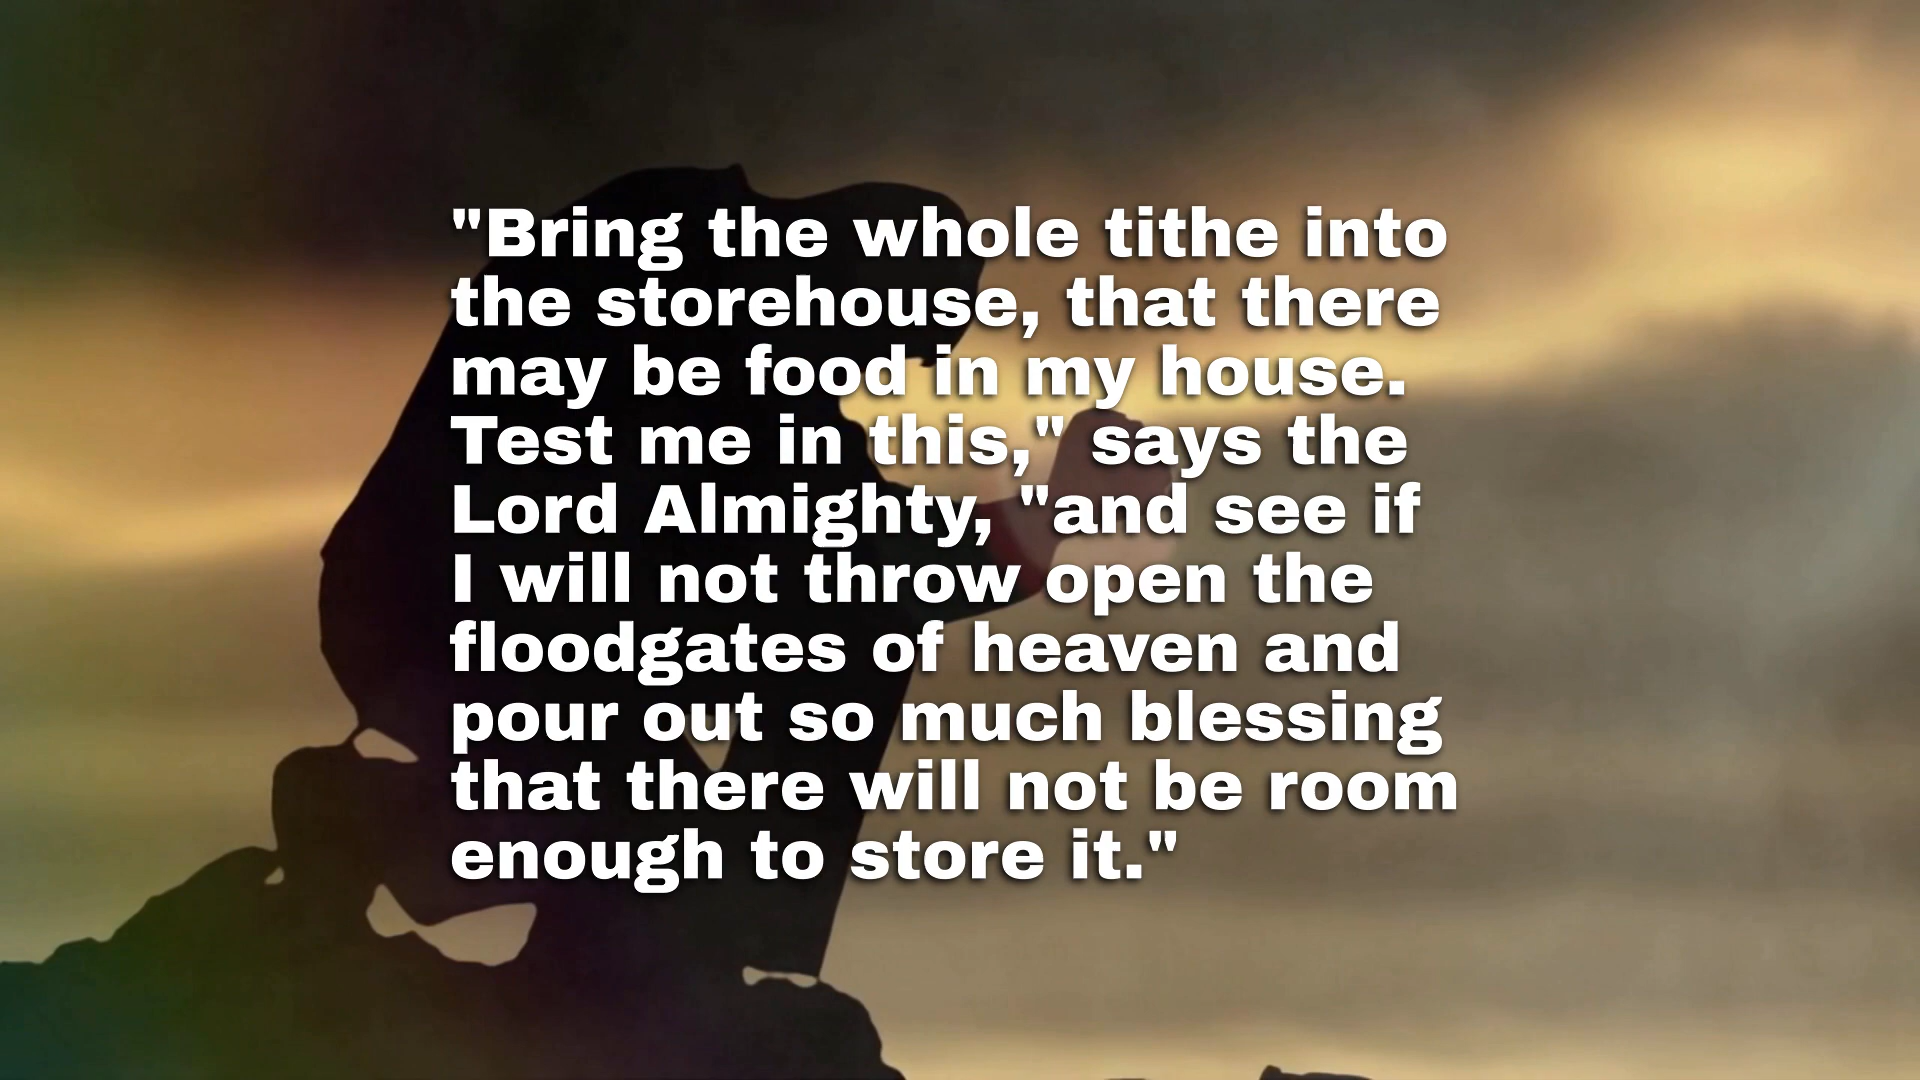 "Bring the whole tithe into
the storehouse, that there
may be food in my house.
Test me in this," says the
Lord Almighty, "and see if
I will not throw open the
floodgates of heaven and
pour out so much blessing
that there will not be room
enough to store it."